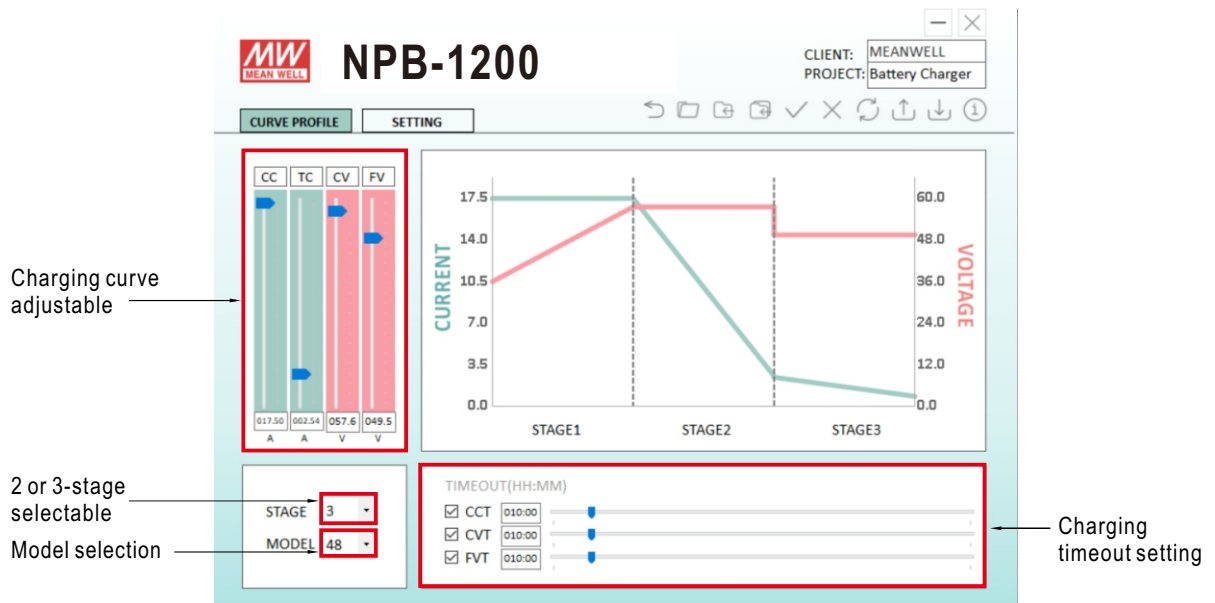 MW
MEAN WELL
NPB-1200
CLIENT: MEANWELL
PROJECT: Battery Charger
CURVE PROFILE
SETTING
CC TC CV FV
017.50 002.54 057.6 049.5
A A V V
Charging curve
adjustable
CURRENT
17.5
14.0
10.5
7.0
3.5
0.0
60.0
48.0
36.0
24.0
12.0
0.0
VOLTAGE
STAGE1 STAGE2 STAGE3
2 or 3-stage
selectable
Model selection
STAGE 3
MODEL 48
TIMEOUT(HH:MM)
CCT 010:00
CVT 010:00
FVT 010:00
Charging
timeout setting